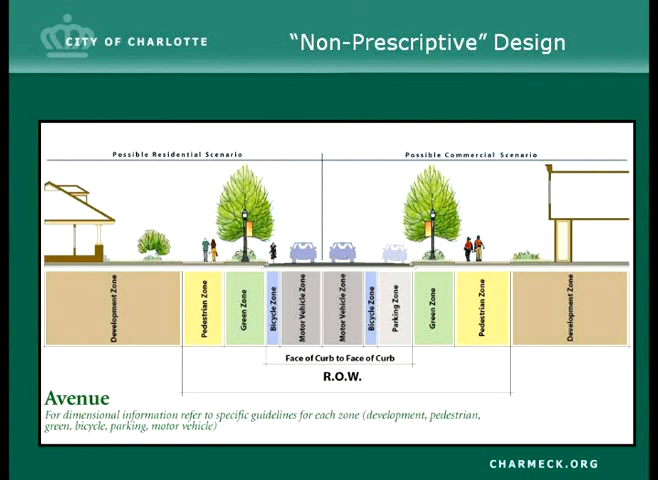 CITY OF CHARLOTTE
“Non-Prescriptive” Design
Possible Residential Scenario
Possible Commercial Scenario
Development Zone
Pedestrian Zone
Green Zone
Bicycle Zone
Motor Vehicle Zone
Motor Vehicle Zone
Bicycle Zone
Parking Zone
Green Zone
Pedestrian Zone
Development Zone
Face of Curb to Face of Curb
R.O.W.
Avenue
For dimensional information refer to specific guidelines for each zone (development, pedestrian,
green, bicycle, parking, motor vehicle)
CHARMECK.ORG